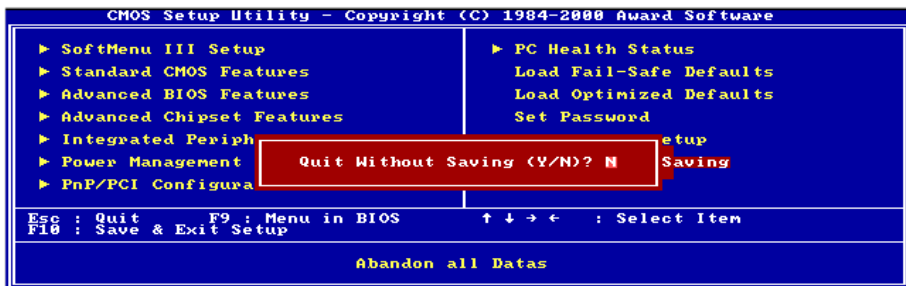 CMOS Setup Utility - Copyright (C) 1984-2000 Award Software
► SoftMenu III Setup
► Standard CMOS Features
► Advanced BIOS Features
► Advanced Chipset Features
► Integrated Periph
► Power Management
► PnP/PCI Configura
► PC Health Status
Load Fail-Safe Defaults
Load Optimized Defaults
Set Password
etup
Saving
Quit Without Saving (Y/N)? N
Esc : Quit F9 : Menu in BIOS ↑ ↓ → ← : Select Item
F10 : Save & Exit Setup
Abandon all Datas